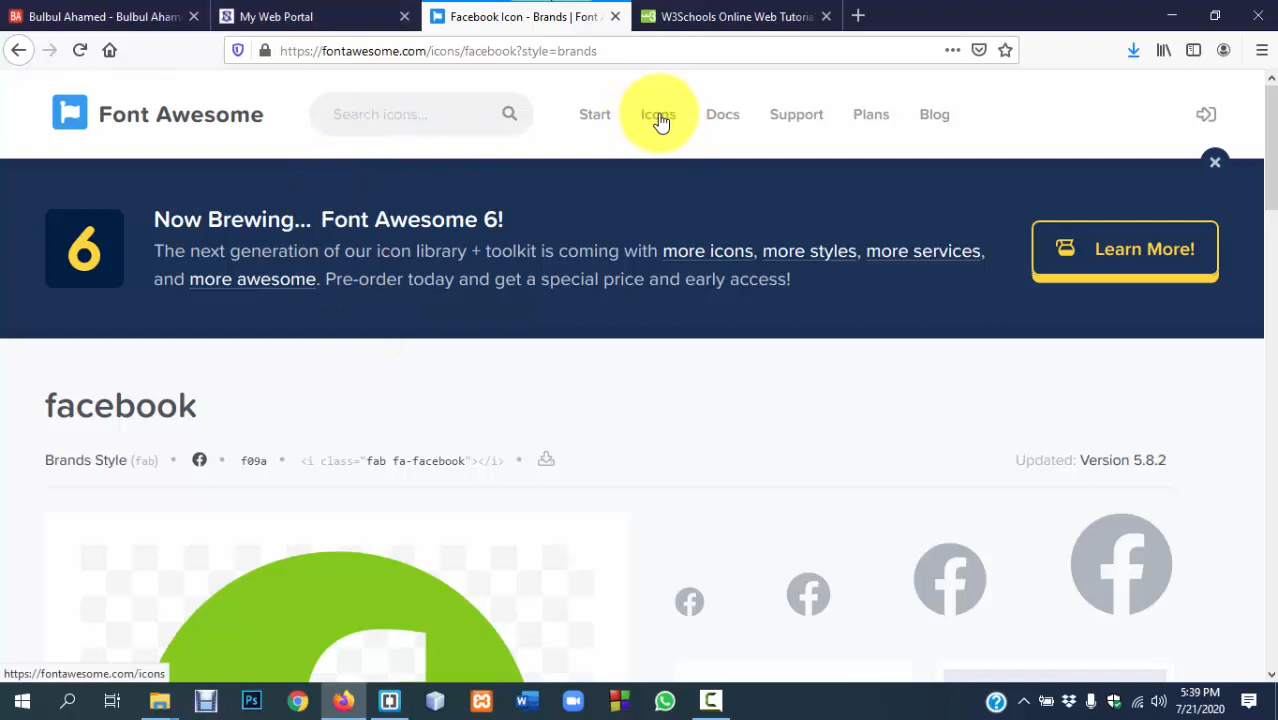 Bulbul Ahamed - Bulbul Aham
My Web Portal
Facebook Icon - Brands | Font A
W3Schools Online Web Tutoria
https://fontawesome.com/icons/facebook?style=brands
Font Awesome
Search icons...
Start
Icons
Docs
Support
Plans
Blog
6
Now Brewing... Font Awesome 6!
The next generation of our icon library + toolkit is coming with more icons, more styles, more services,
and more awesome. Pre-order today and get a special price and early access!
Learn More!
facebook
Brands Style (fab) • • f09a • <i class="fab fa-facebook"></i> •
Updated: Version 5.8.2
https://fontawesome.com/icons
5:39 PM
7/21/2020